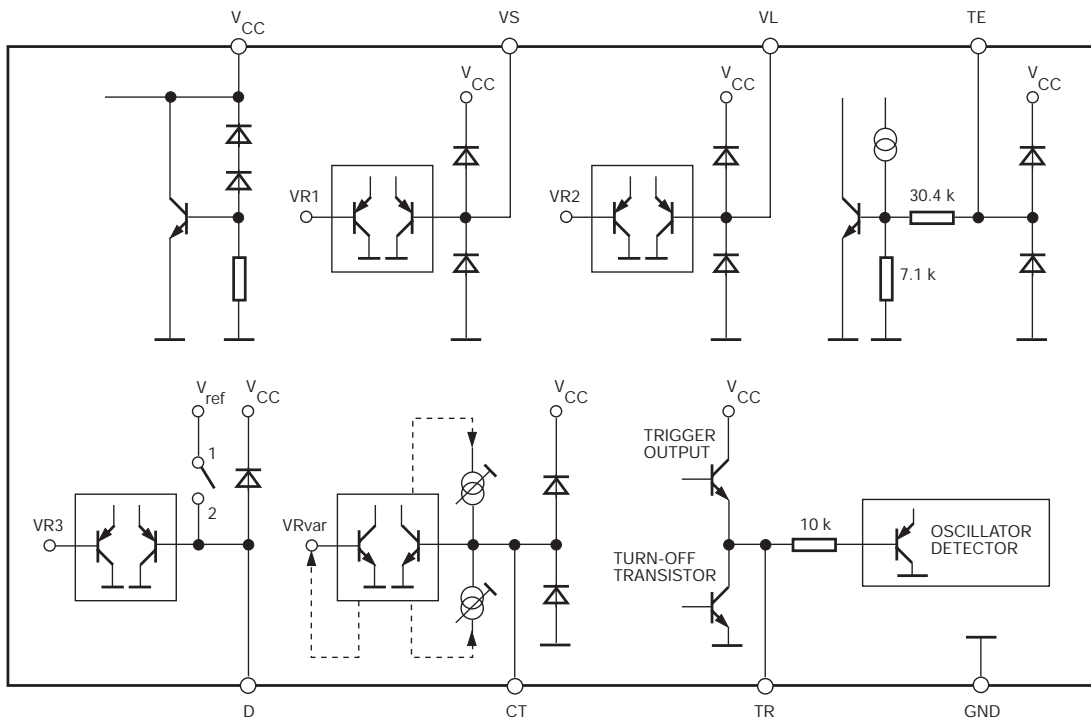 VCC VS VL TE
VCC VCC VCC
VR1 VR2 30.4 k
7.1 k
Vref VCC VCC VCC
1
2
TRIGGER
OUTPUT
VR3 VRvar 10 k OSCILLATOR
DETECTOR
TURN-OFF
TRANSISTOR
D CT TR GND